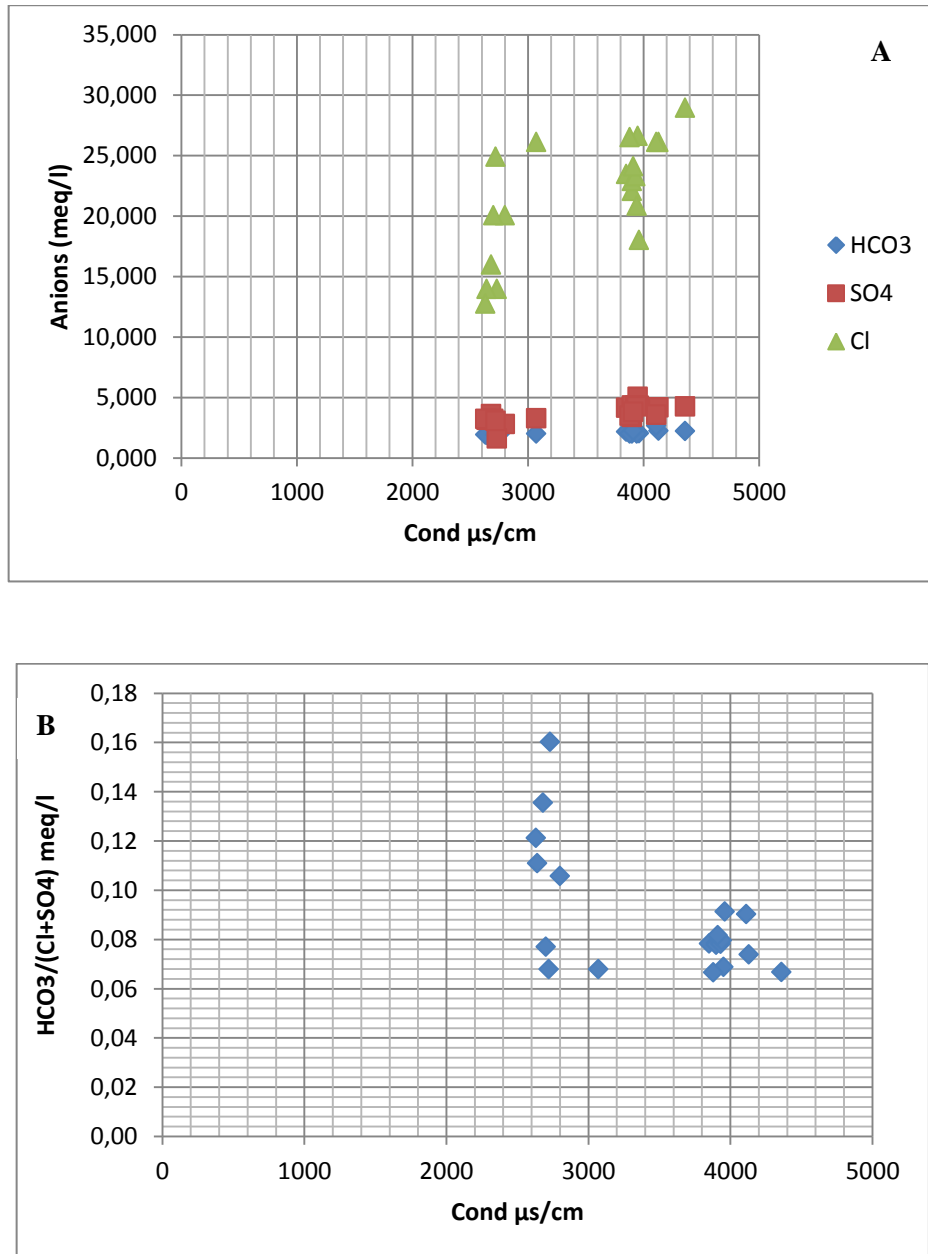 35,000
A
30,000
25,000
20,000
15,000
10,000
5,000
0,000
Anions (meq/l)
0 1000 2000 3000 4000 5000
Cond µs/cm
HCO3
SO4
Cl
0,18
B
0,16
0,14
0,12
0,10
0,08
0,06
0,04
0,02
0,00
HCO3/(Cl+SO4) meq/l
0 1000 2000 3000 4000 5000
Cond µs/cm